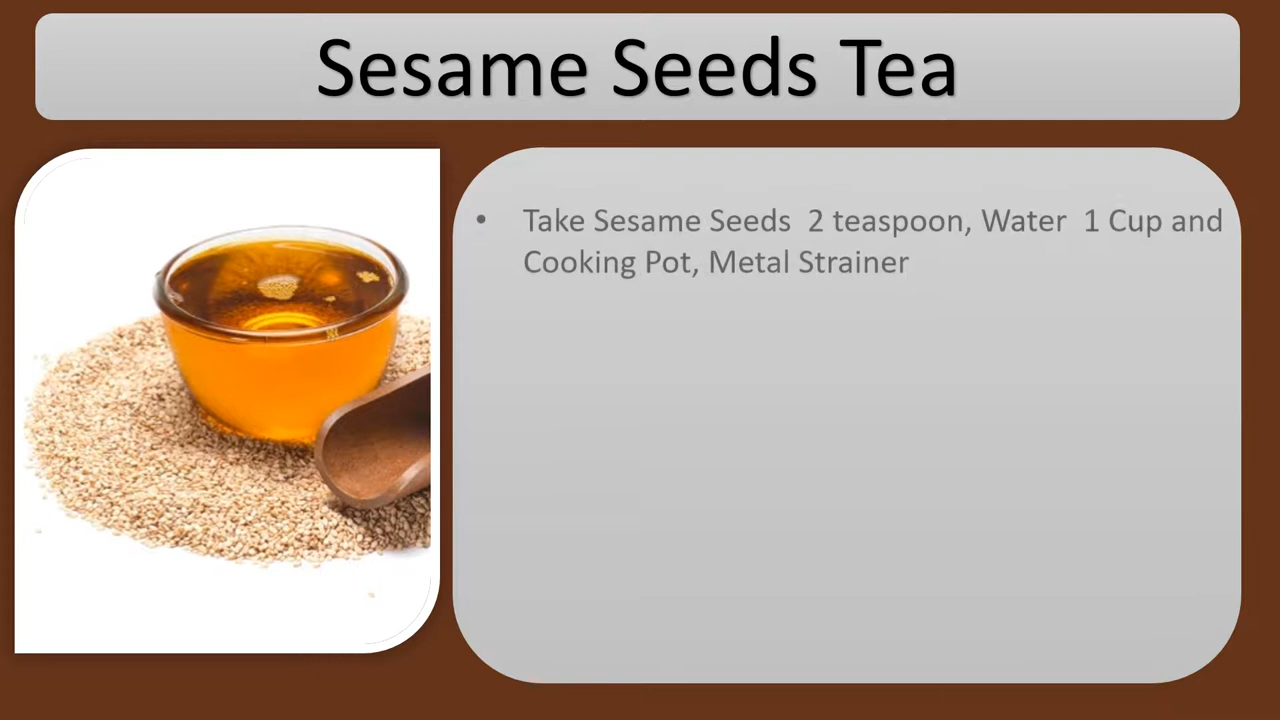 Sesame Seeds Tea
• Take Sesame Seeds  2 teaspoon, Water  1 Cup and
Cooking Pot, Metal Strainer